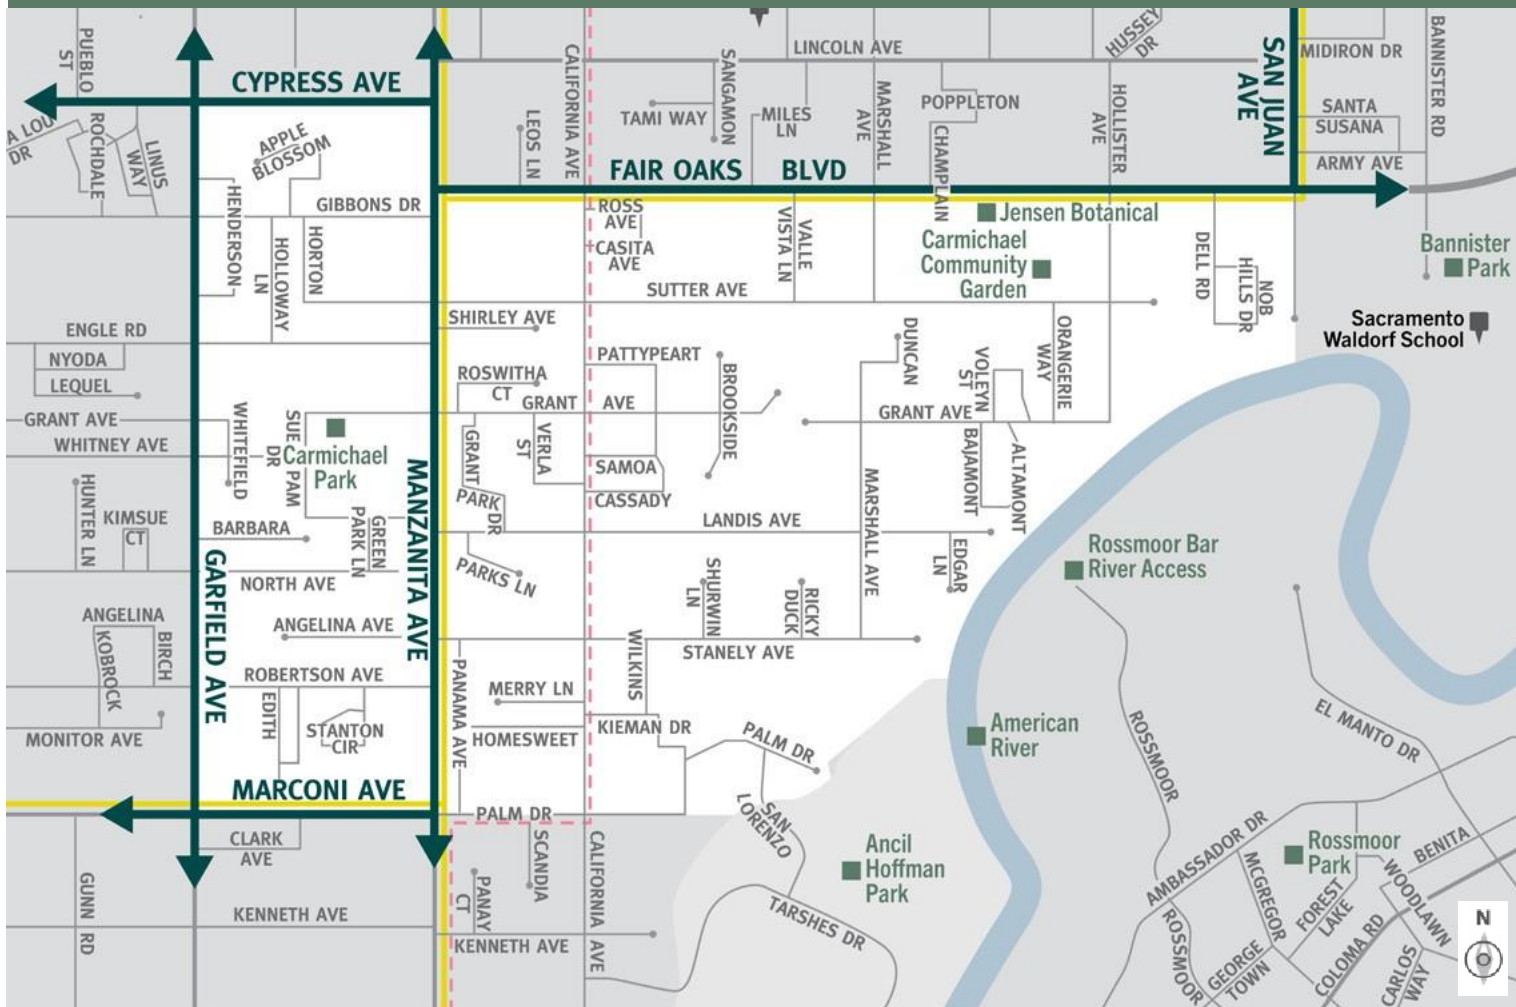 PUEBLO
ST
CYPRESS AVE
A LOU
DR
ROCHDALE
LINUS
WAY
APPLE
BLOSSOM
HENDERSON
GIBBONS DR
HOLLOWAY
LN
HORTON
ENGLE RD
NYODA
LEQUEL
GRANT AVE
WHITNEY AVE
WHITEFIELD
SUE PAM
DR
Carmichael
Park
HUNTER LN
KIMSUE
CT
BARBARA
GREEN
PARK LN
NORTH AVE
GARFIELD AVE
MANZANITA AVE
ANGELINA
KOBROCK
BIRCH
ANGELINA AVE
ROBERTSON AVE
EDITH
STANTON
CIR
MONITOR AVE
MARCONI AVE
CLARK
AVE
GUNN RD
KENNETH AVE
LEOS LN
CALIFORNIA AVE
TAMI WAY
SANGAMON
MILES
LN
LINCOLN AVE
MARSHALL
AVE
POPPLETON
CHAMPLAIN
HUSSEY
DR
HOLLISTER
AVE
SAN JUAN
AVE
MIDIRON DR
SANTA
SUSANA
ARMY AVE
BANNISTER RD
FAIR OAKS BLVD
ROSS
AVE
CASITA
AVE
VALLE
VISTA LN
Jensen Botanical
Carmichael
Community
Garden
DELL RD
NOB
HILLS DR
Bannister
Park
Sacramento
Waldorf School
SUTTER AVE
SHIRLEY AVE
PATTYPEART
ROSWITHA
CT
GRANT AVE
BROOKSIDE
DUNCAN
VOLEYN
ST
ORANGERIE
WAY
GRANT AVE
GRANT
PARK
DR
VERLA
ST
SAMOA
CASSADY
BAJAMONT
ALTAMONT
LANDIS AVE
MARSHALL AVE
EDGAR
LN
PARKS LN
SHURWIN
LN
RICKY
DUCK
Rossmoor Bar
River Access
STANELY AVE
WILKINS
PANAMA AVE
MERRY LN
HOMESWEET
KIEMAN DR
PALM DR
PALM DR
SAN
LORENZO
SCANDIA
CALIFORNIA AVE
PANAY
CT
KENNETH AVE
TARSHES DR
Ancil
Hoffman
Park
American
River
ROSSMOOR
EL MANTO DR
AMBASSADOR DR
MCGREGOR
Rossmoor
Park
BENITA
WOODLAWN
FOREST
LAKE
ROSSMOOR
GEORGE
TOWN
COLOMA RD
CARLOS
WAY
N